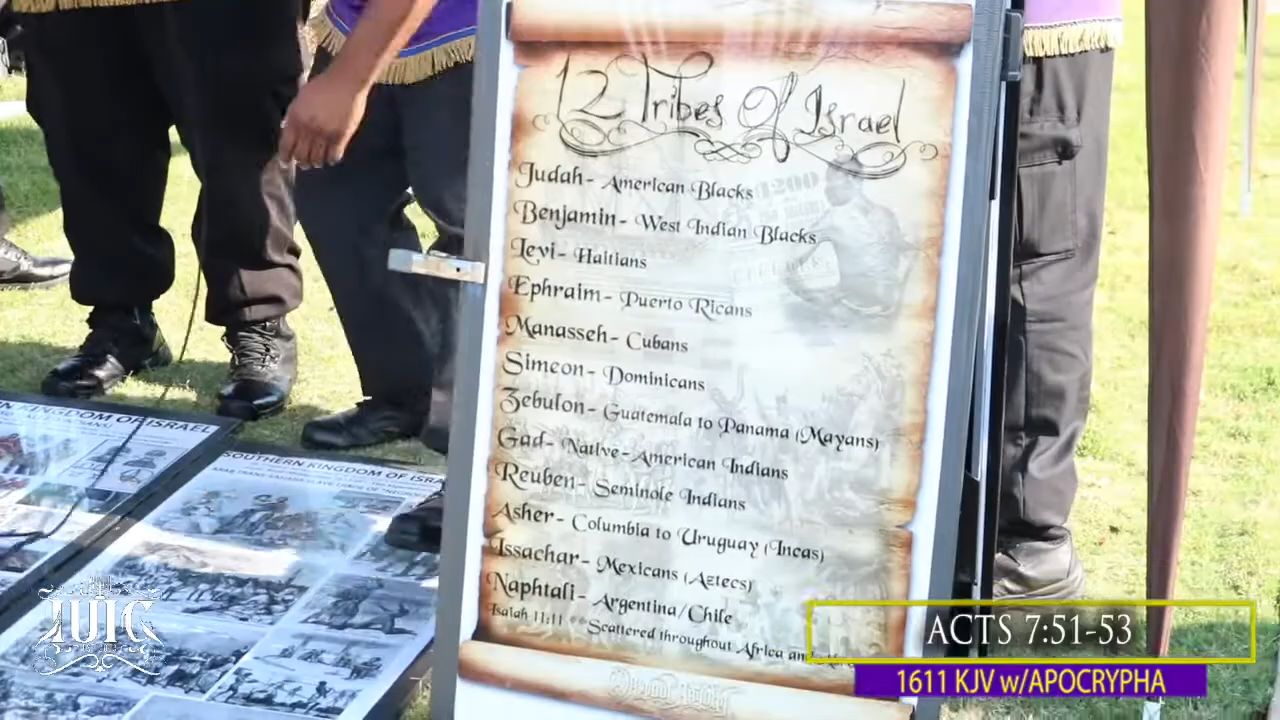 12 Tribes Of Israel
Judah - American Blacks
Benjamin - West Indian Blacks
Levi - Haitians
Ephraim - Puerto Ricans
Manasseh - Cubans
Simeon - Dominicans
Zebulon - Guatemala to Panama (Mayans)
Gad - Native-American Indians
Reuben - Seminole Indians
Asher - Columbia to Uruguay (Incas)
Issachar - Mexicans (Aztecs)
Naphtali - Argentina/Chile
Isaiah 11:11 **Scattered throughout Africa and
$1200
KINGDOM OF ISRAEL
SOUTHERN KINGDOM OF
IUIC
ACTS 7:51-53
1611 KJV w/APOCRYPHA